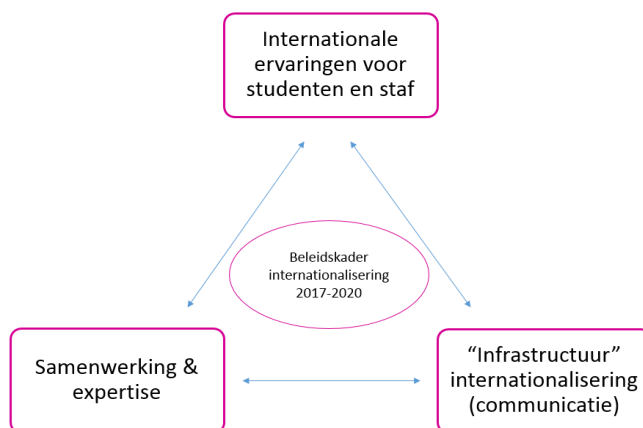 Internationale
ervaringen voor
studenten en staf
Beleidskader
internationalisering
2017-2020
Samenwerking &
expertise
“Infrastructuur”
internationalisering
(communicatie)